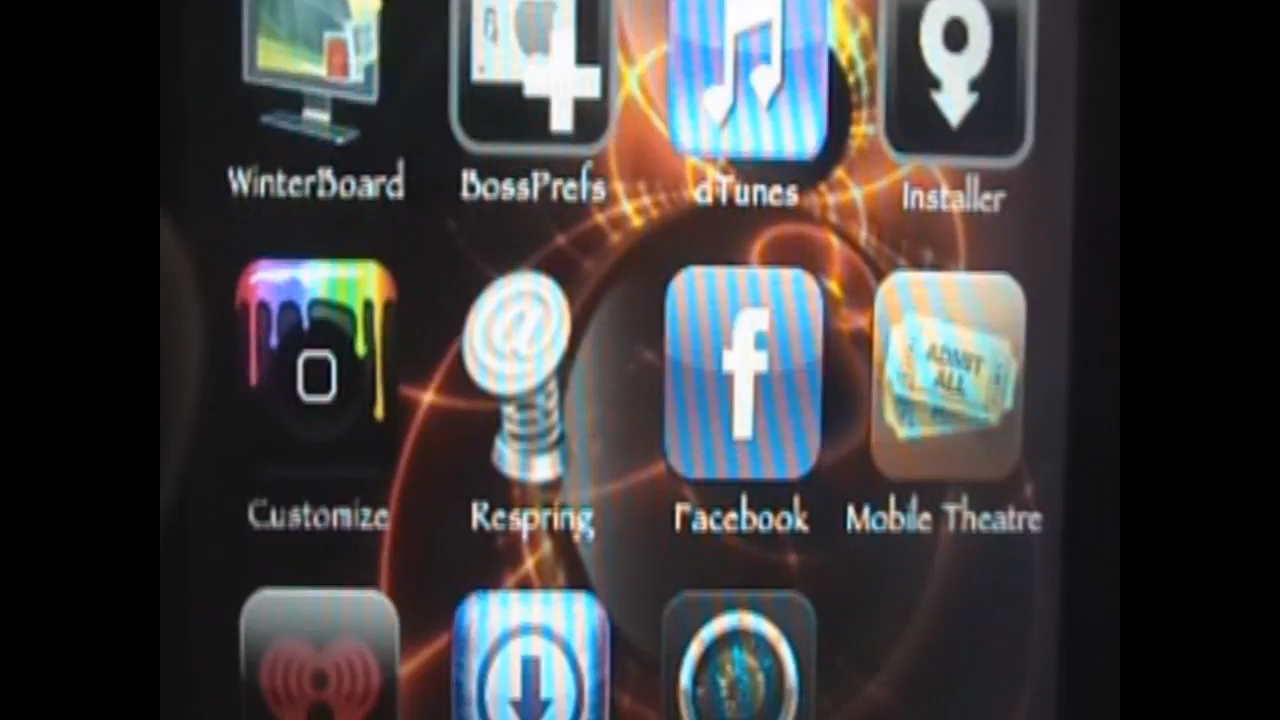 WinterBoard BossPrefs dTunes Installer
ADMIT
ALL
Customize Respring Facebook Mobile Theatre